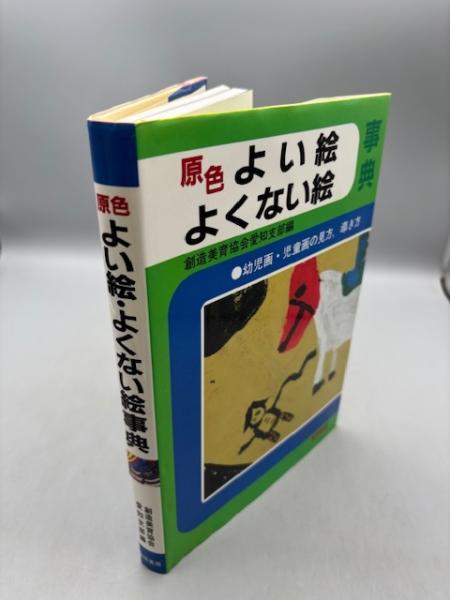 原色 よい絵
よくない絵
事典
創造美育協会愛知支部編
●幼児画・児童画の見方、導き方
原色 よい絵・よくない絵事典
創造美育協会
愛知支部編